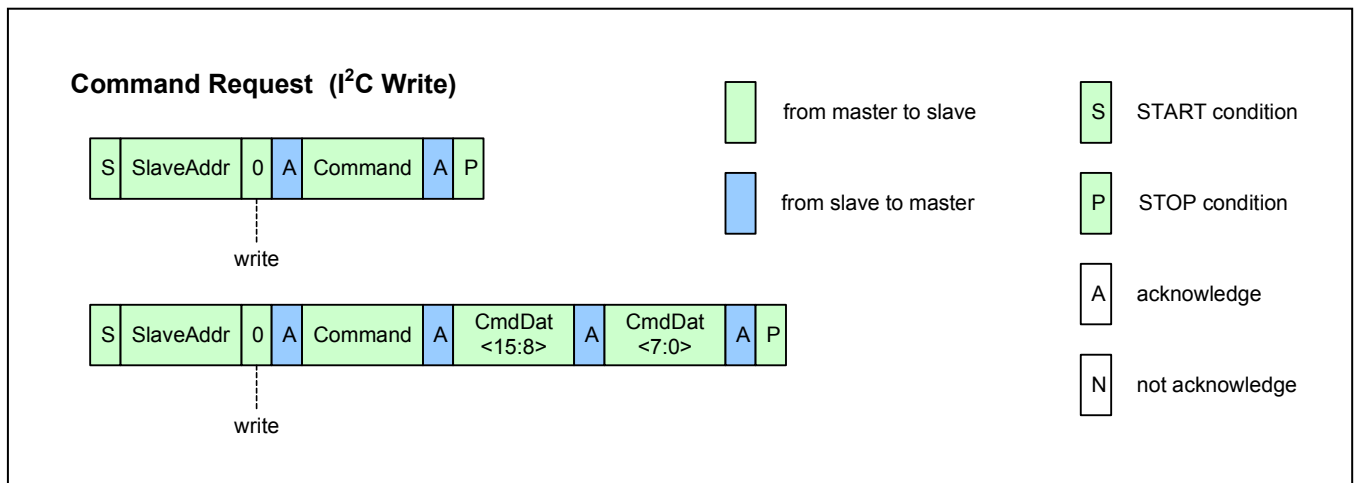 Command Request (I²C Write)
from master to slave
S START condition
S SlaveAddr 0 A Command A P
from slave to master
P STOP condition
write
A acknowledge
S SlaveAddr 0 A Command A CmdDat <15:8> A CmdDat <7:0> A P
N not acknowledge
write